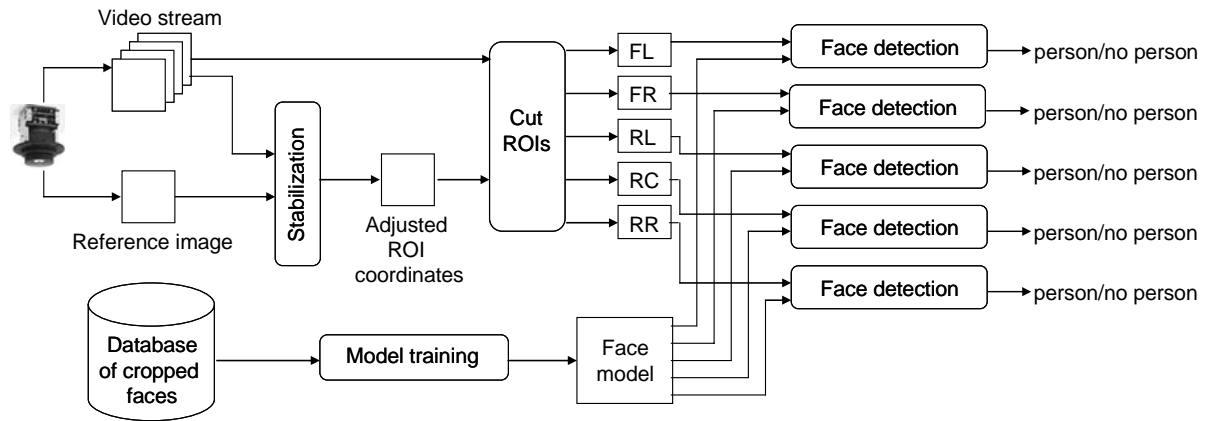 Video stream
Reference image
Stabilization
Adjusted
ROI
coordinates
Cut
ROIs
FL
FR
RL
RC
RR
Face detection
person/no person
Face detection
person/no person
Face detection
person/no person
Face detection
person/no person
Face detection
person/no person
Database
of cropped
faces
Model training
Face
model